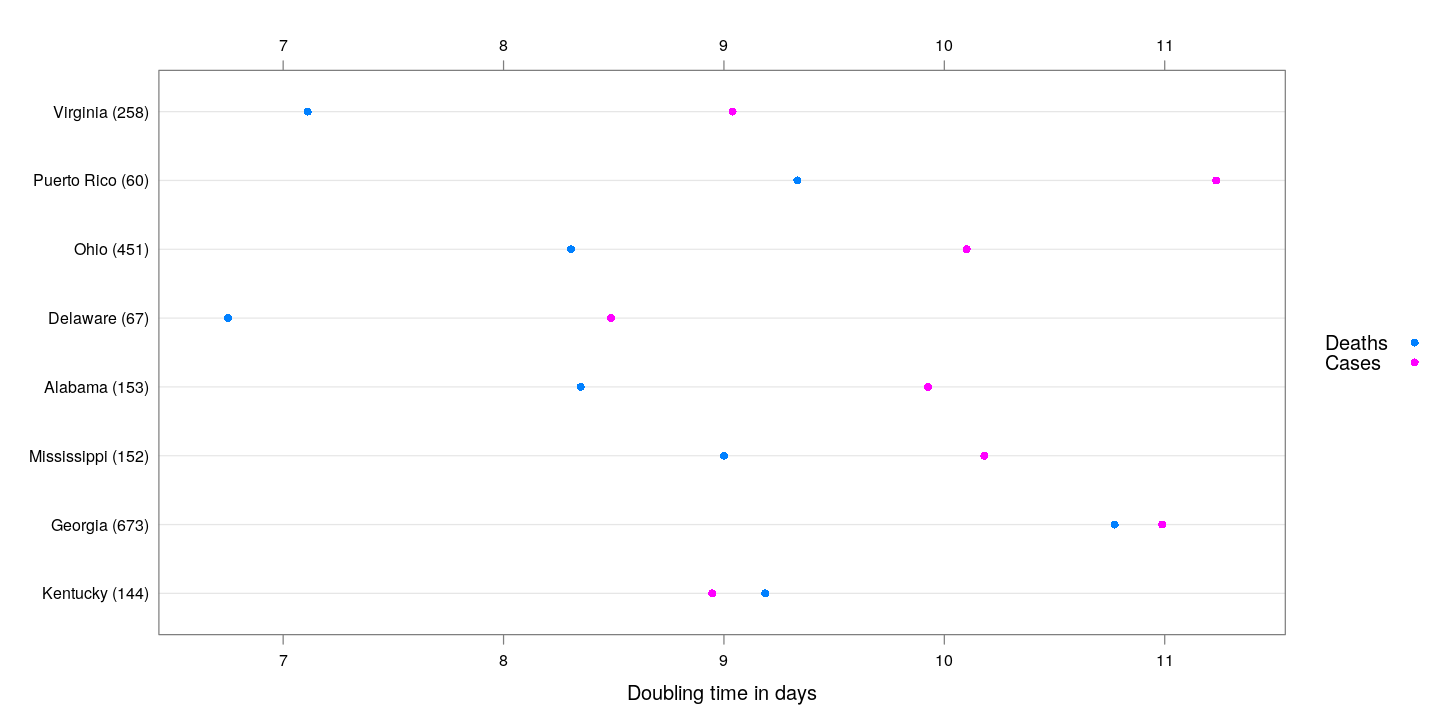 7 8 9 10 11
Virginia (258)
Puerto Rico (60)
Ohio (451)
Delaware (67)
Alabama (153)
Mississippi (152)
Georgia (673)
Kentucky (144)
7 8 9 10 11
Doubling time in days
Deaths
Cases